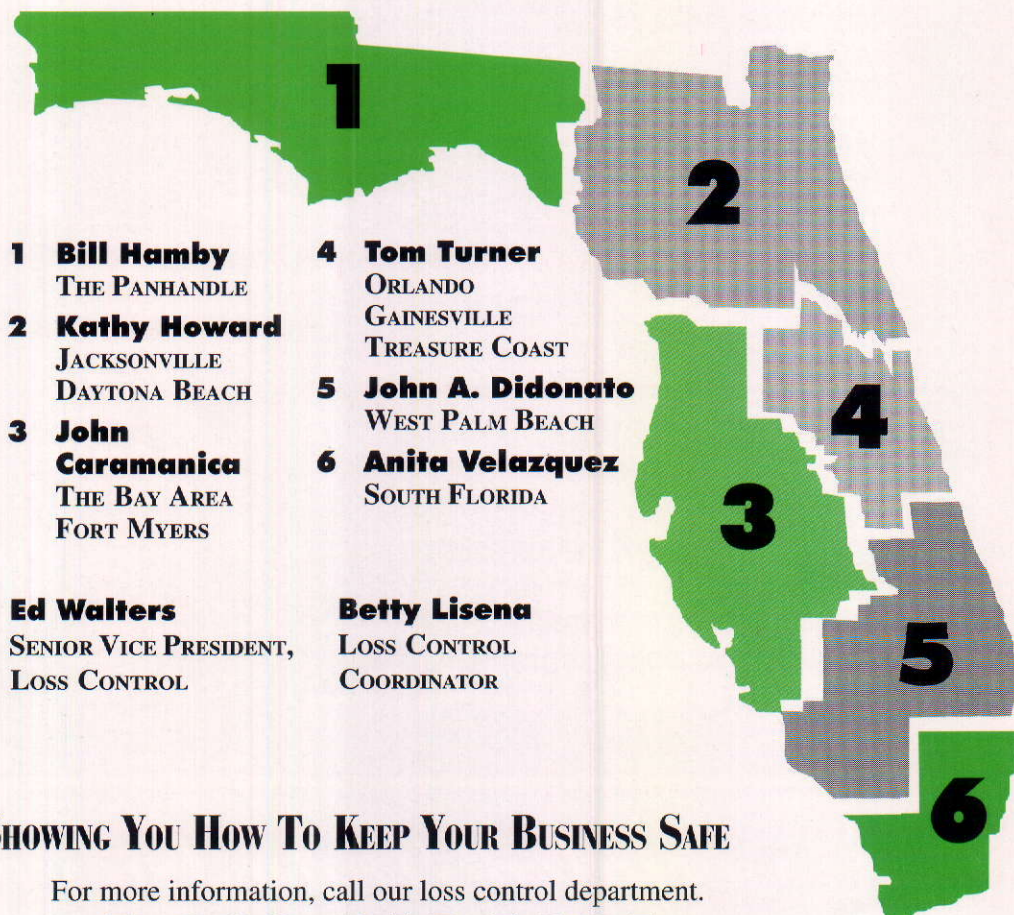 1
2
3
4
5
6
1 Bill Hamby
THE PANHANDLE
2 Kathy Howard
JACKSONVILLE
DAYTONA BEACH
3 John
Caramanica
THE BAY AREA
FORT MYERS
4 Tom Turner
ORLANDO
GAINESVILLE
TREASURE COAST
5 John A. Didonato
WEST PALM BEACH
6 Anita Velazquez
SOUTH FLORIDA
Ed Walters
SENIOR VICE PRESIDENT,
LOSS CONTROL
Betty Lisena
LOSS CONTROL
COORDINATOR
SHOWING YOU HOW TO KEEP YOUR BUSINESS SAFE
For more information, call our loss control department.